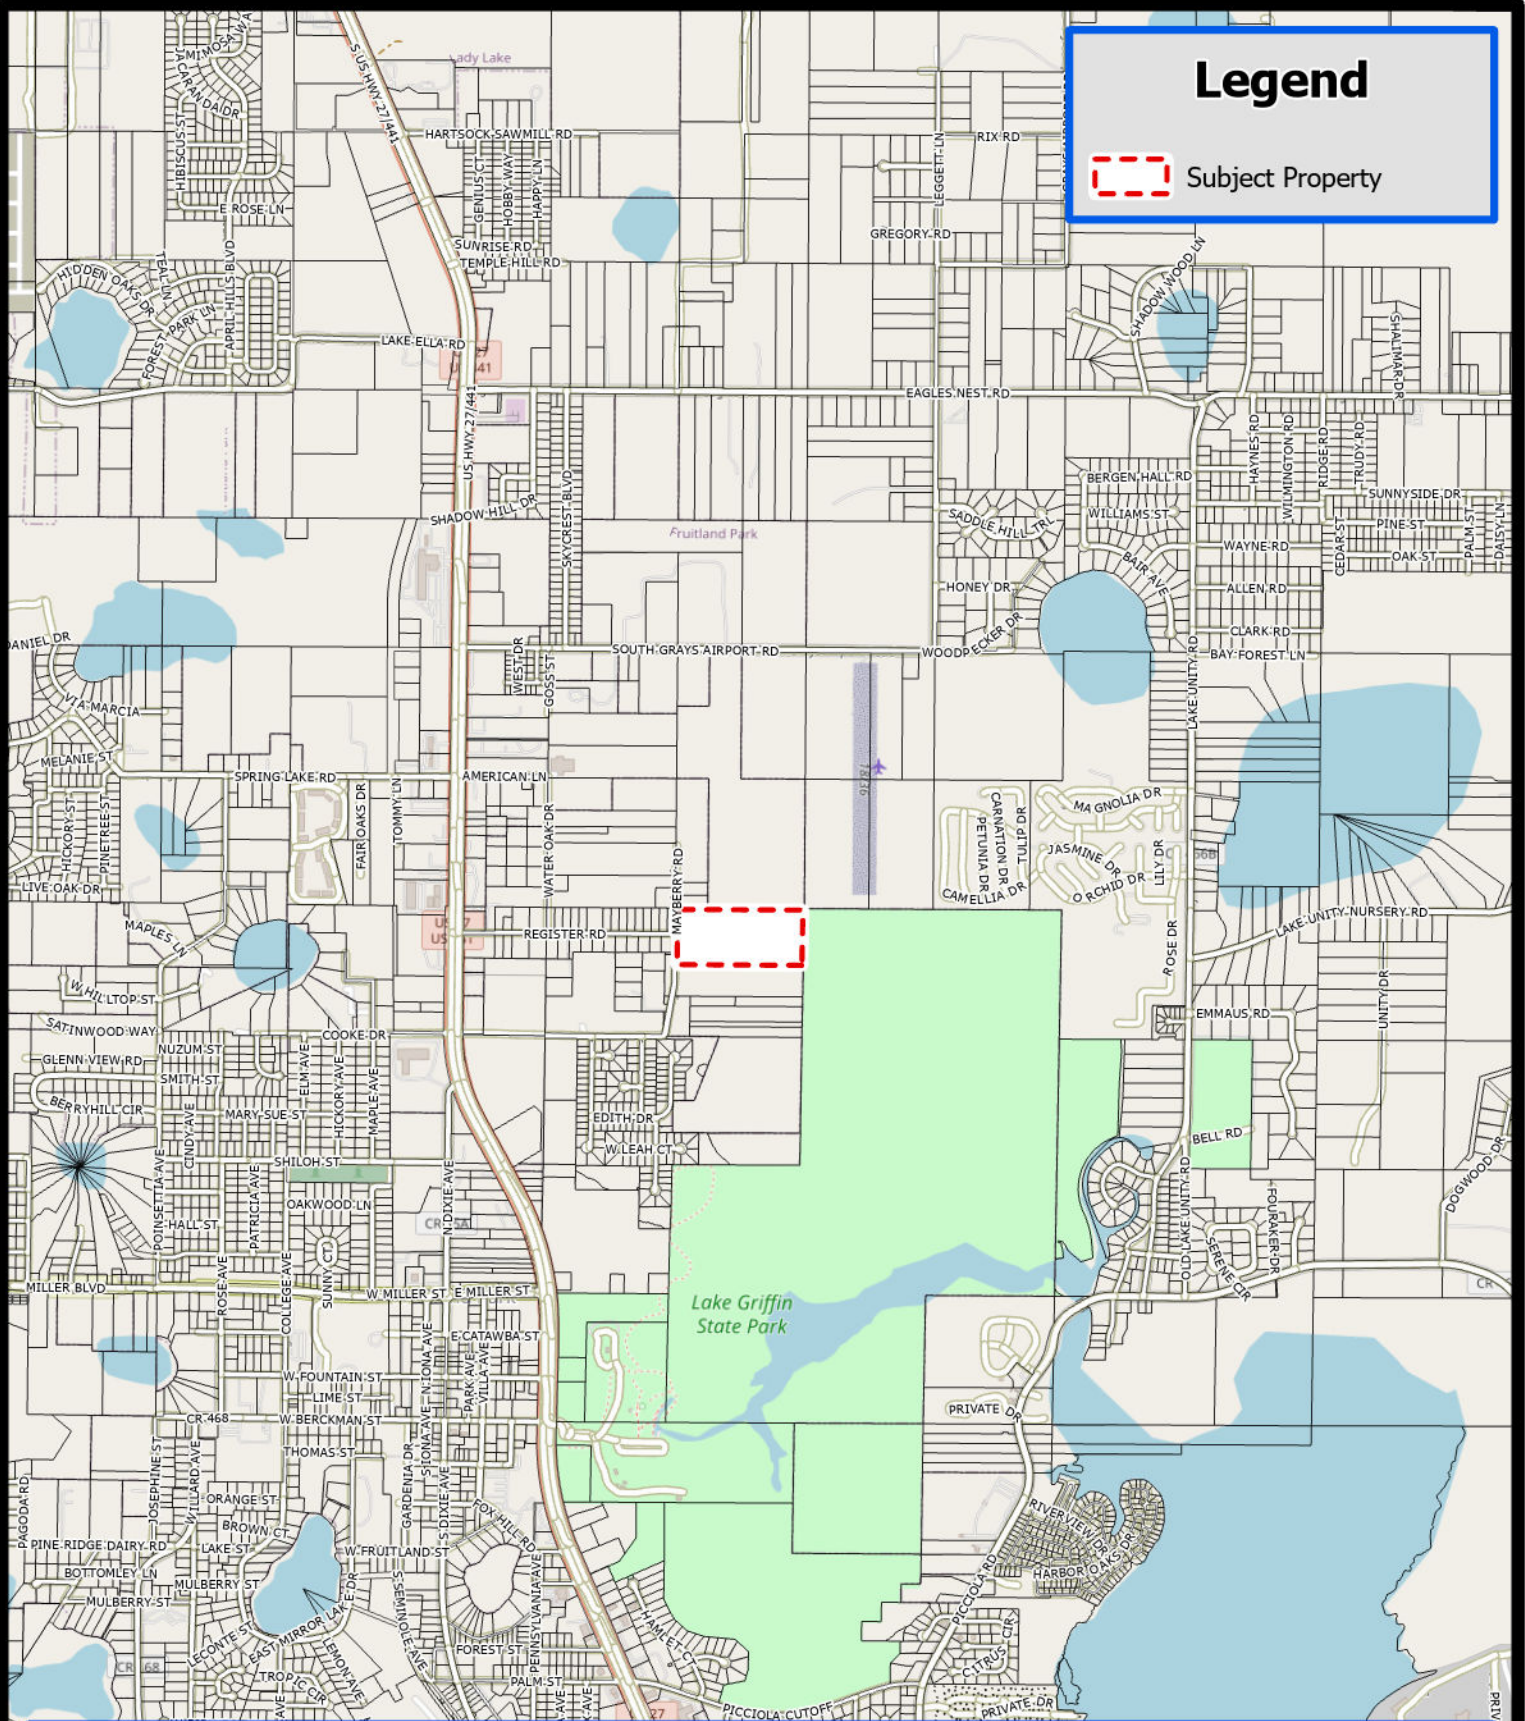 Legend
Subject Property
MIMOSA WA
JACARANDA DR
HIBISCUS ST
E ROSE LN
S US HWY 27/441
Lady Lake
HARTSOCK SAWMILL RD
GENIUS CT
HOBBY WAY
HAPPY LN
SUNRISE RD
TEMPLE HILL RD
LEGGETT LN
RIX RD
GREGORY RD
SHADOW WOOD LN
SHALIMAR DR
TEAL LN
HIDDEN OAKS DR
FOREST PARK LN
APRIL HILLS BLVD
LAKE ELLA RD
US HWY 27/441
EAGLES NEST RD
HAYNES RD
WILMINGTON RD
RIDGE RD
TRUDY RD
BERGEN HALL RD
SUNNYSIDE DR
SHADOW HILL DR
SKYCREST BLVD
Fruitland Park
SADDLE HILL TRL
WILLIAMS ST
PINE ST
PALM ST
DAISY LN
CEDAR ST
WAYNE RD
OAK ST
BAIR AVE
HONEY DR
ALLEN RD
CLARK RD
DANIEL DR
WEST DR
GOSS ST
SOUTH GRAYS AIRPORT RD
WOODPECKER DR
LAKE UNITY RD
BAY FOREST LN
VIA MARCIA
MELANIE ST
SPRING LAKE RD
AMERICAN LN
18/36
HICKORY ST
PINETREE ST
FAIR OAKS DR
TOMMY LN
WATER OAK DR
MAYBERRY RD
MAGNOLIA DR
CARNATION DR
PETUNIA DR
TULIP DR
JASMINE DR
LILY DR
CAMELLIA DR
ORCHID DR
LIVE OAK DR
MAPLES LN
REGISTER RD
LAKE UNITY NURSERY RD
ROSE DR
UNITY DR
W HILLTOP ST
SATINWOOD WAY
COOKE DR
EMMAUS RD
NUZUM ST
GLENN VIEW RD
SMITH ST
ELM AVE
HICKORY AVE
MAPLE AVE
BERRYHILL CIR
MARY SUE ST
CINDY AVE
EDITH DR
W LEAH CT
BELL RD
SHILOH ST
POINSETTIA AVE
PATRICIA AVE
OAKWOOD LN
N DIXIE AVE
HALL ST
SUNNY CT
OLD LAKE UNITY RD
SERENE CIR
FOURAKER DR
DOGWOOD DR
CR
MILLER BLVD
ROSE AVE
COLLEGE AVE
W MILLER ST
E MILLER ST
Lake Griffin
State Park
E CATAWBA ST
N IONA AVE
PARK AVE
VILLA AVE
W FOUNTAIN ST
LIME ST
CR 468
W BERCKMAN ST
THOMAS ST
PRIVATE DR
S IONA AVE
GARDENIA DR
S DIXIE AVE
PAGODA RD
JOSEPHINE ST
WILLARD AVE
ORANGE ST
BROWN CT
FOX HILL RD
RIVERVIEW DR
HARBOR OAKS DR
PINE RIDGE DAIRY RD
LAKE ST
W FRUITLAND ST
BOTTOMLEY LN
MULBERRY ST
MULBERRY ST
PICCIOLA RD
LECONTE ST
EAST MIRROR LAKE DR
S SEMINOLE AVE
PENNSYLVANIA AVE
HAMLET CT
FOREST ST
CITRUS CIR
TROPIC CIR
LEMON AVE
PALM ST
PICCIOLA CUTOFF
PRIVATE DR
PRIV
AVE
AVE
27